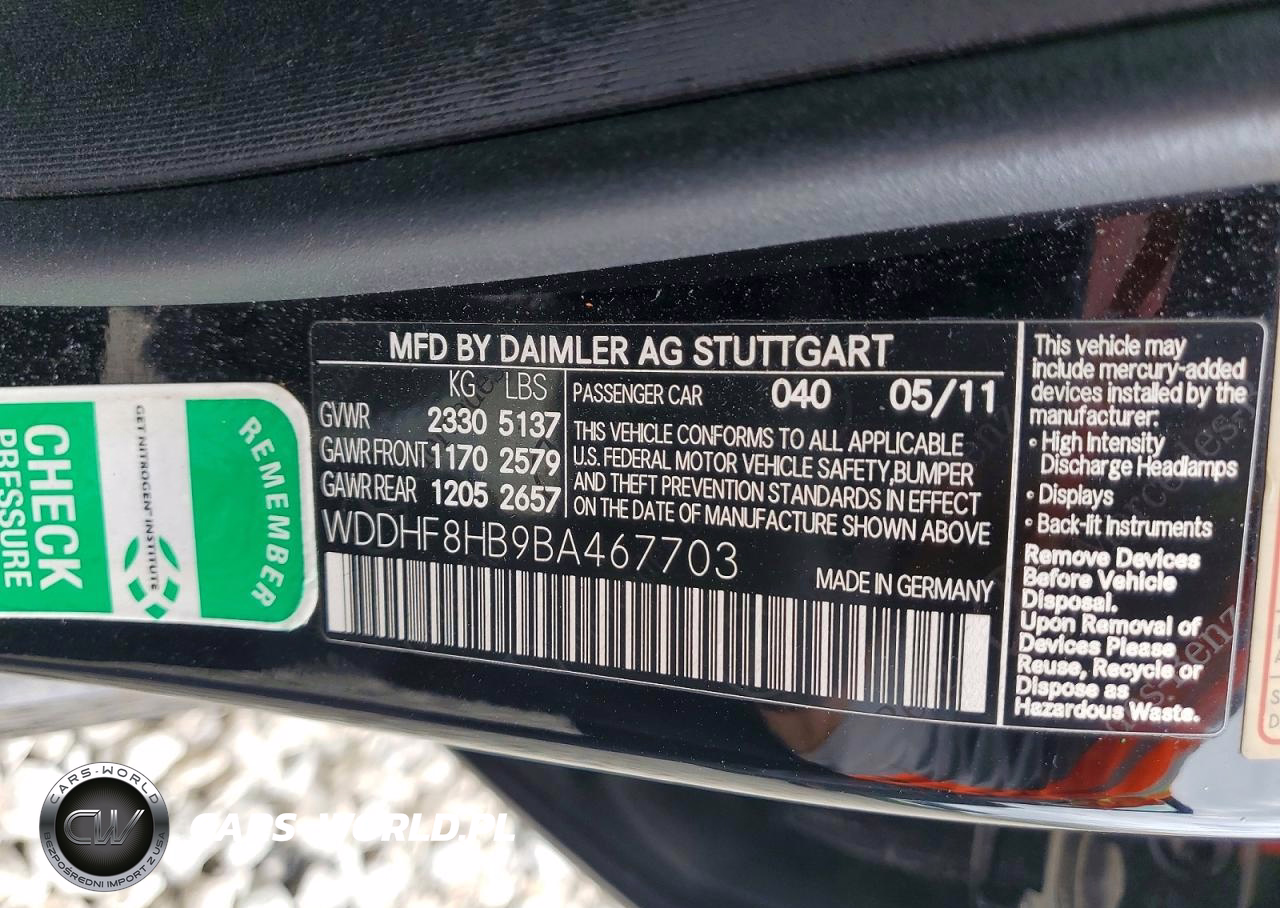 MFD BY DAIMLER AG STUTTGART
KG LBS
GVWR 2330 5137
GAWR FRONT 1170 2579
GAWR REAR 1205 2657
PASSENGER CAR 040 05/11
THIS VEHICLE CONFORMS TO ALL APPLICABLE
U.S. FEDERAL MOTOR VEHICLE SAFETY, BUMPER
AND THEFT PREVENTION STANDARDS IN EFFECT
ON THE DATE OF MANUFACTURE SHOWN ABOVE
WDDHF8HB9BA467703
MADE IN GERMANY
This vehicle may
include mercury-added
devices installed by the
manufacturer:
• High Intensity
Discharge Headlamps
• Displays
• Back-lit Instruments
Remove Devices
Before Vehicle
Disposal.
Upon Removal of
Devices Please
Reuse, Recycle or
Dispose as
Hazardous Waste.
REMEMBER
GET NITROGEN INSTITUTE
CHECK
PRESSURE
CARS-WORLD
CW
BEZPOŚREDNI IMPORT Z USA
CARS-WORLD.PL